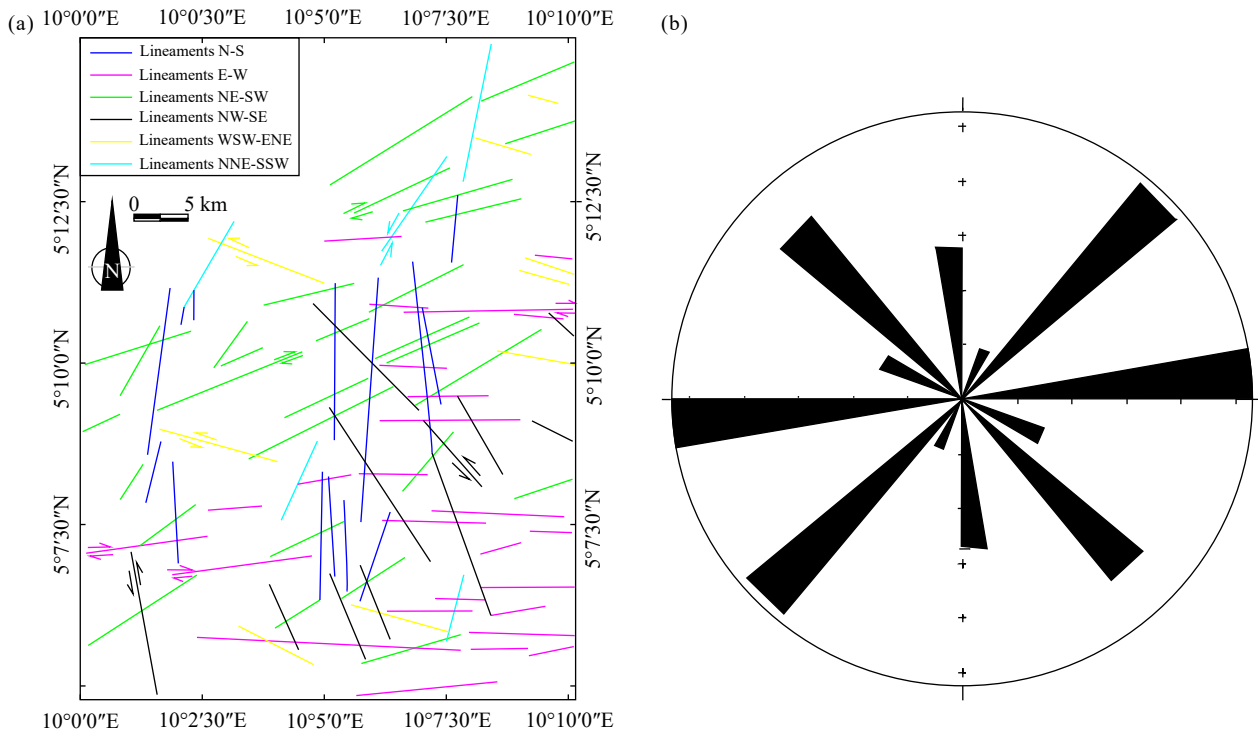 (a)
10°0′0″E 10°0′30″E 10°5′0″E 10°7′30″E 10°10′0″E
(b)
Lineaments N-S
Lineaments E-W
Lineaments NE-SW
Lineaments NW-SE
Lineaments WSW-ENE
Lineaments NNE-SSW
0 5 km
N
5°12′30″N
5°10′0″N
5°7′30″N
5°12′30″N
5°10′0″N
5°7′30″N
10°0′0″E 10°2′30″E 10°5′0″E 10°7′30″E 10°10′0″E